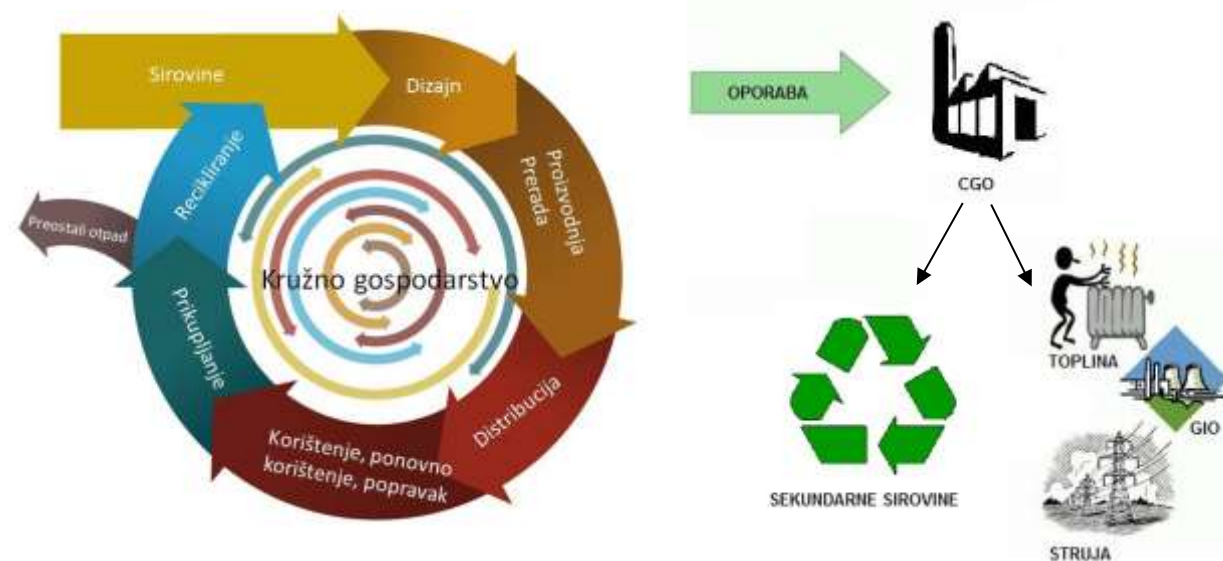 Sirovine
Dizajn
Proizvodnja
Prerada
Distribucija
Korištenje, ponovno
korištenje, popravak
Prikupljanje
Recikliranje
Preostali otpad
Kružno gospodarstvo
OPORABA
CGO
SEKUNDARNE SIROVINE
TOPLINA
GIO
STRUJA